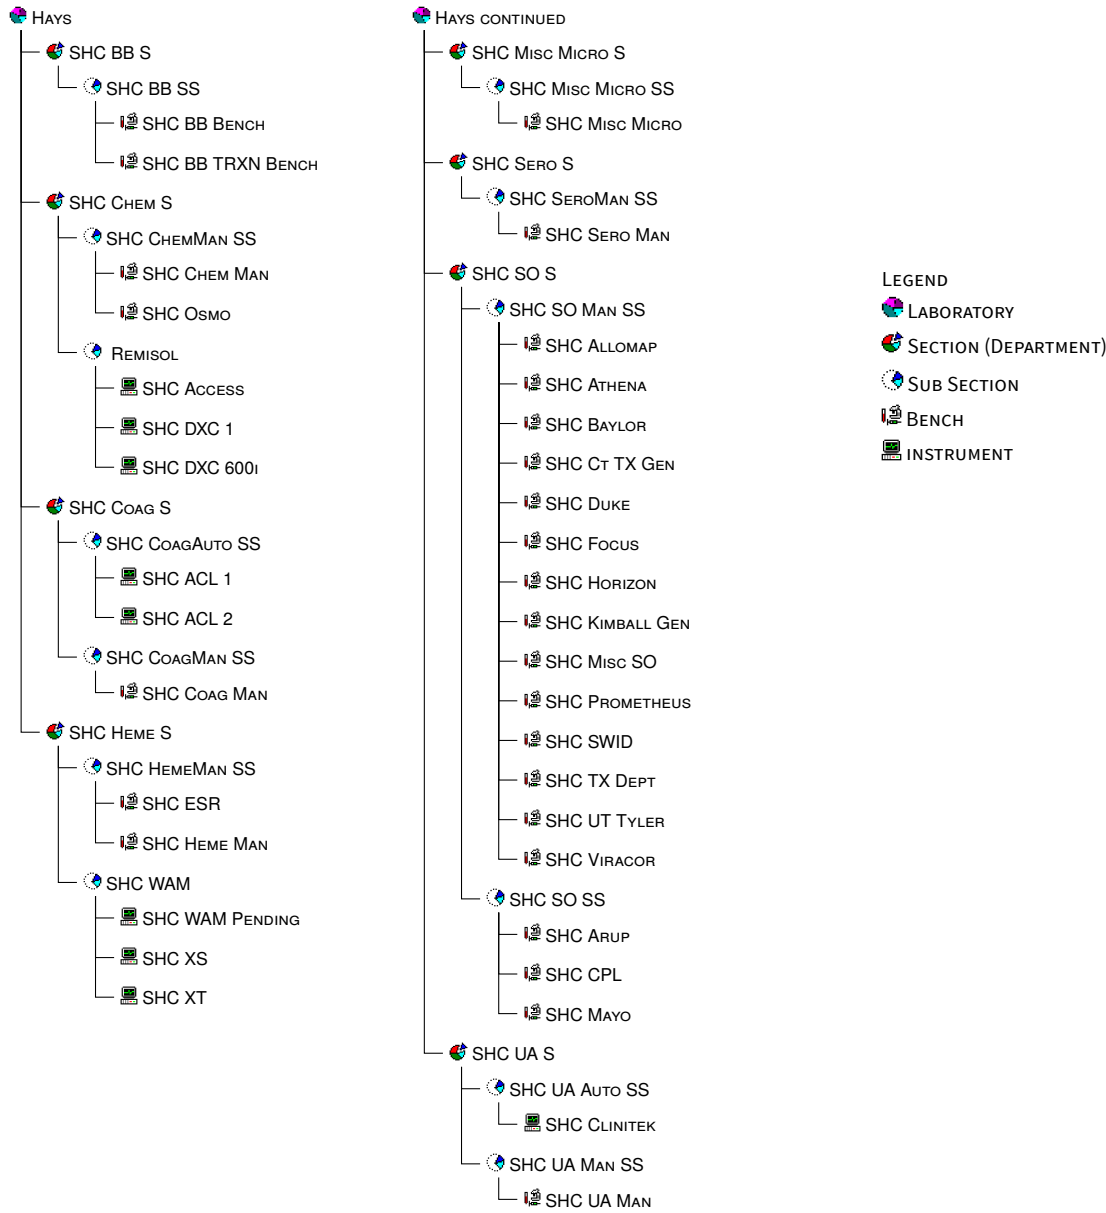 Hays
SHC BB S
SHC BB SS
SHC BB Bench
SHC BB TRXN Bench
SHC Chem S
SHC ChemMan SS
SHC Chem Man
SHC Osmo
Remisol
SHC Access
SHC DXC 1
SHC DXC 600i
SHC Coag S
SHC CoagAuto SS
SHC ACL 1
SHC ACL 2
SHC CoagMan SS
SHC Coag Man
SHC Heme S
SHC HemeMan SS
SHC ESR
SHC Heme Man
SHC WAM
SHC WAM Pending
SHC XS
SHC XT
Hays continued
SHC Misc Micro S
SHC Misc Micro SS
SHC Misc Micro
SHC Sero S
SHC SeroMan SS
SHC Sero Man
SHC SO S
SHC SO Man SS
SHC Allomap
SHC Athena
SHC Baylor
SHC Ct TX Gen
SHC Duke
SHC Focus
SHC Horizon
SHC Kimball Gen
SHC Misc SO
SHC Prometheus
SHC SWID
SHC TX Dept
SHC UT Tyler
SHC Viracor
SHC SO SS
SHC Arup
SHC CPL
SHC Mayo
SHC UA S
SHC UA Auto SS
SHC Clinitek
SHC UA Man SS
SHC UA Man
Legend
Laboratory
Section (Department)
Sub Section
Bench
instrument